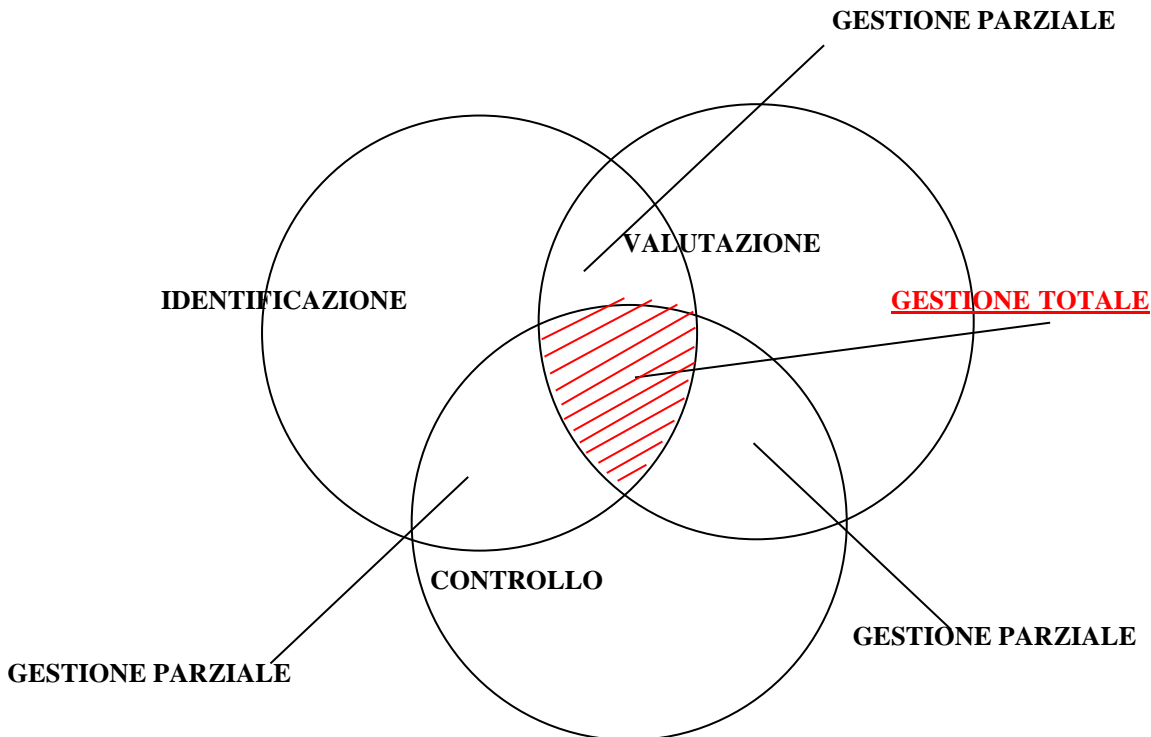 GESTIONE PARZIALE
VALUTAZIONE
IDENTIFICAZIONE
GESTIONE TOTALE
CONTROLLO
GESTIONE PARZIALE
GESTIONE PARZIALE